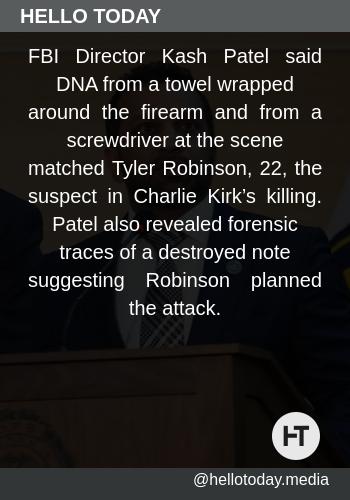 HELLO TODAY
FBI Director Kash Patel said
DNA from a towel wrapped
around the firearm and from a
screwdriver at the scene
matched Tyler Robinson, 22, the
suspect in Charlie Kirk’s killing.
Patel also revealed forensic
traces of a destroyed note
suggesting Robinson planned
the attack.
HT
@hellotoday.media